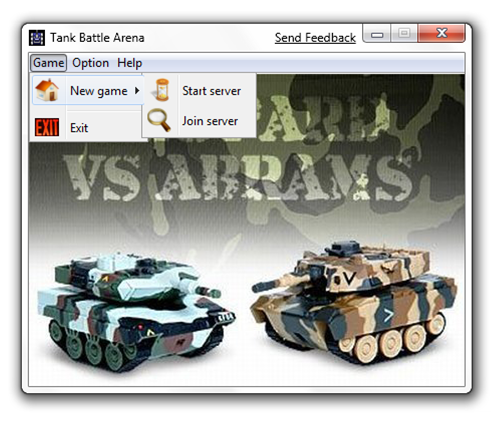 Tank Battle Arena
Send Feedback
Game Option Help
New game
Start server
Join server
EXIT Exit
VS ABRAMS